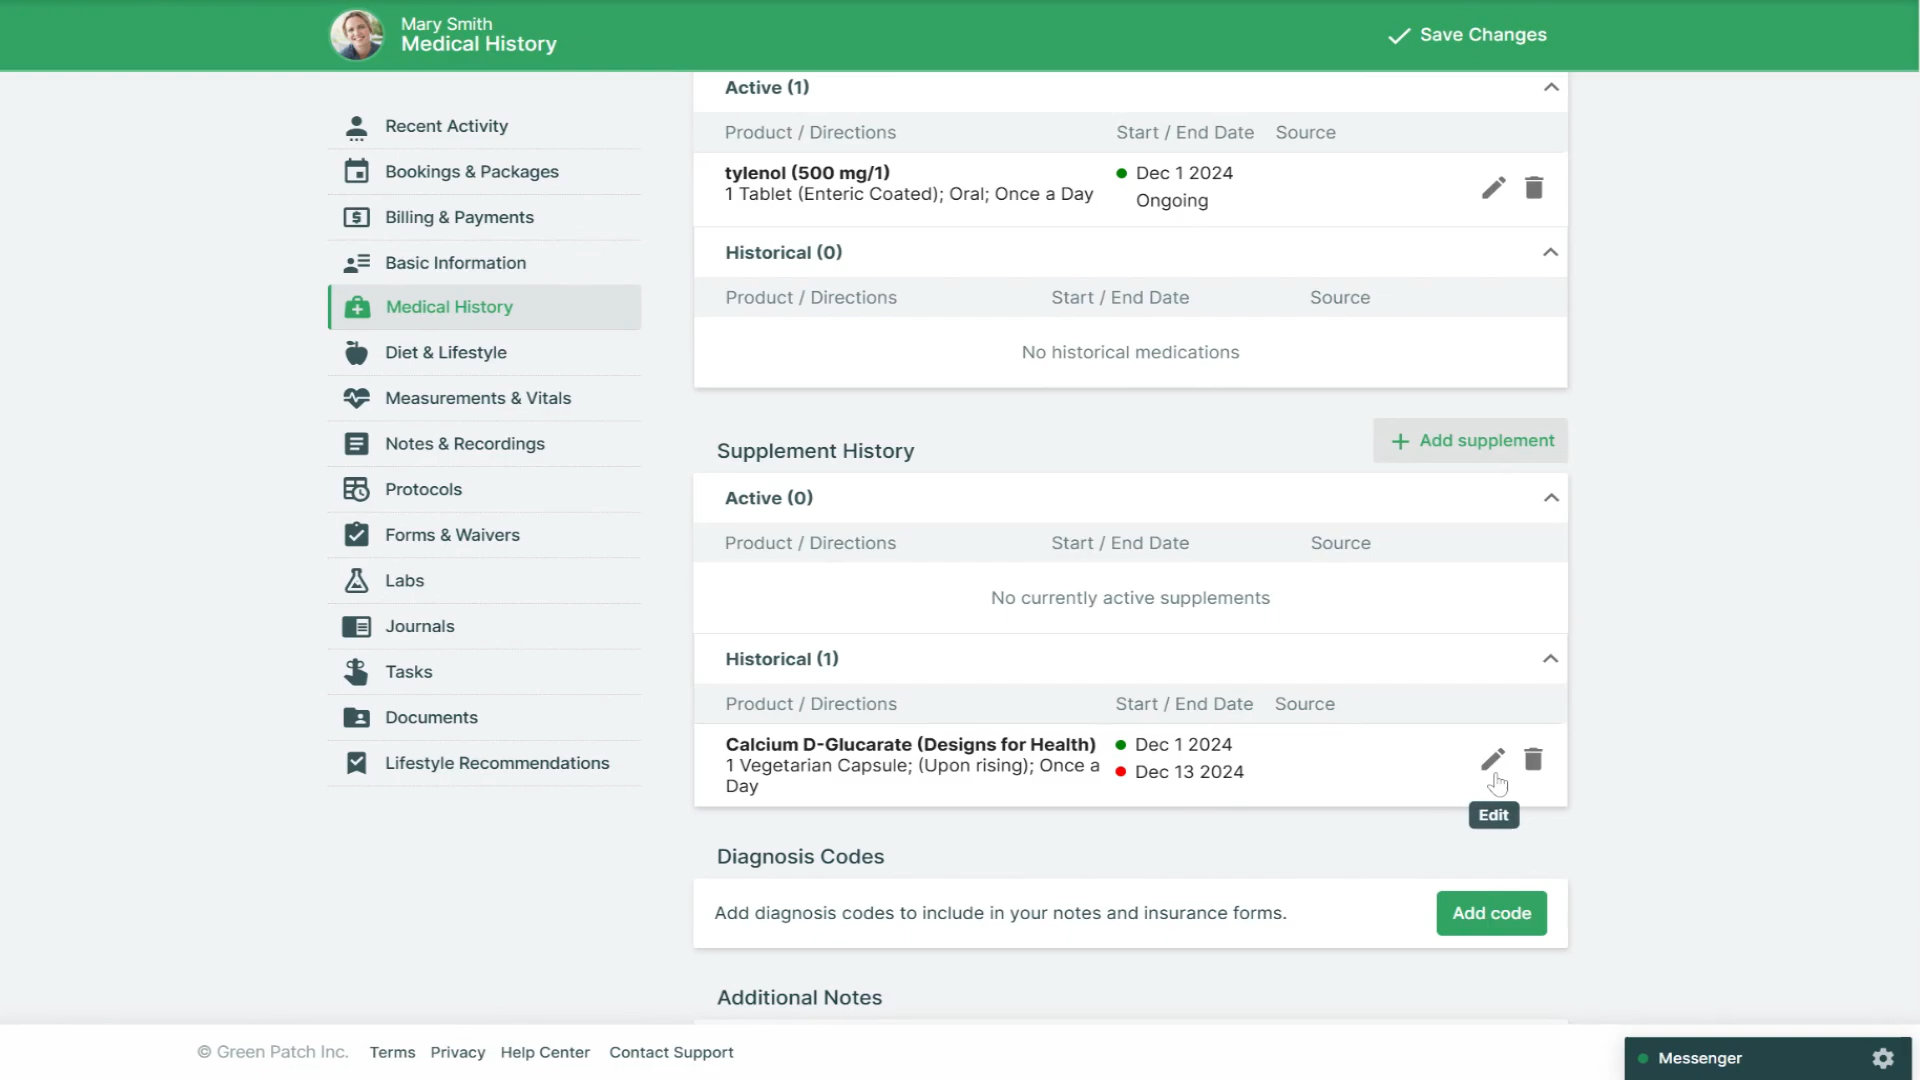 Mary Smith
Medical History
Save Changes
Recent Activity
Bookings & Packages
Billing & Payments
Basic Information
Medical History
Diet & Lifestyle
Measurements & Vitals
Notes & Recordings
Protocols
Forms & Waivers
Labs
Journals
Tasks
Documents
Lifestyle Recommendations
Active (1)
Product / Directions Start / End Date Source
tylenol (500 mg/1) Dec 1 2024
1 Tablet (Enteric Coated); Oral; Once a Day
Ongoing
Historical (0)
Product / Directions Start / End Date Source
No historical medications
Supplement History
Add supplement
Active (0)
Product / Directions Start / End Date Source
No currently active supplements
Historical (1)
Product / Directions Start / End Date Source
Calcium D-Glucarate (Designs for Health) Dec 1 2024
1 Vegetarian Capsule; (Upon rising); Once a Dec 13 2024
Day
Edit
Diagnosis Codes
Add diagnosis codes to include in your notes and insurance forms. Add code
Additional Notes
© Green Patch Inc. Terms Privacy Help Center Contact Support
Messenger